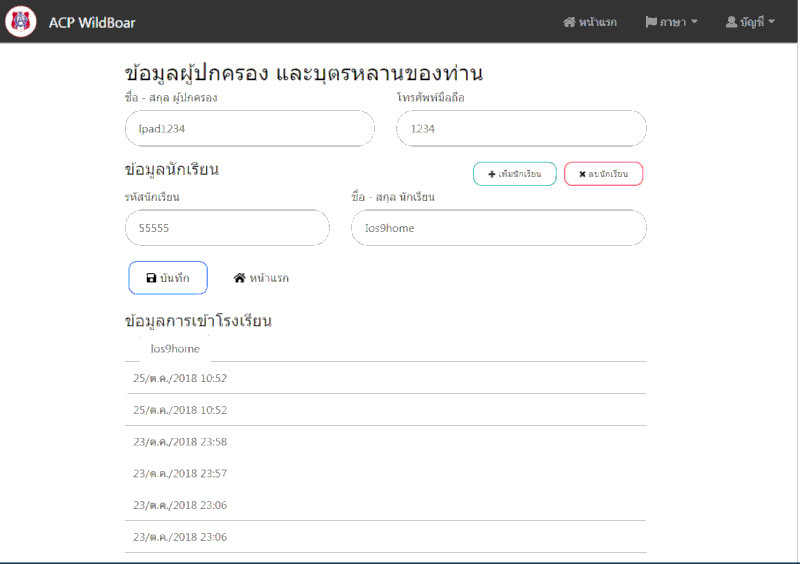 ACP WildBoar
หน้าแรก
ภาษา
บัญชี
ข้อมูลผู้ปกครอง และบุตรหลานของท่าน
ชื่อ - สกุล ผู้ปกครอง
โทรศัพท์มือถือ
Ipad1234
1234
ข้อมูลนักเรียน
เพิ่มนักเรียน
ลบนักเรียน
รหัสนักเรียน
ชื่อ - สกุล นักเรียน
55555
Ios9home
บันทึก
หน้าแรก
ข้อมูลการเข้าโรงเรียน
Ios9home
25/ต.ค./2018 10:52
25/ต.ค./2018 10:52
23/ต.ค./2018 23:58
23/ต.ค./2018 23:57
23/ต.ค./2018 23:06
23/ต.ค./2018 23:06